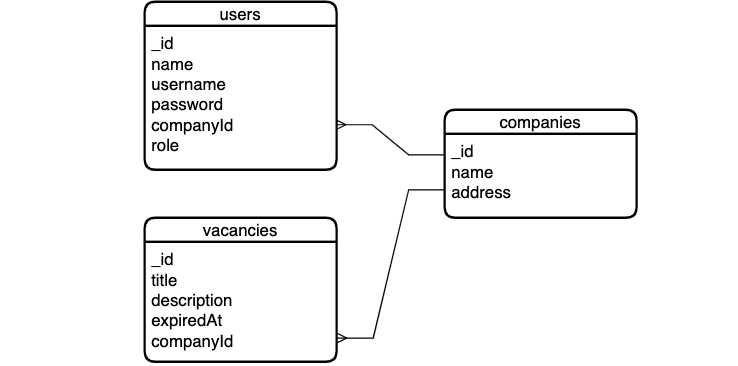 users
_id
name
username
password
companyId
role
companies
_id
name
address
vacancies
_id
title
description
expiredAt
companyId